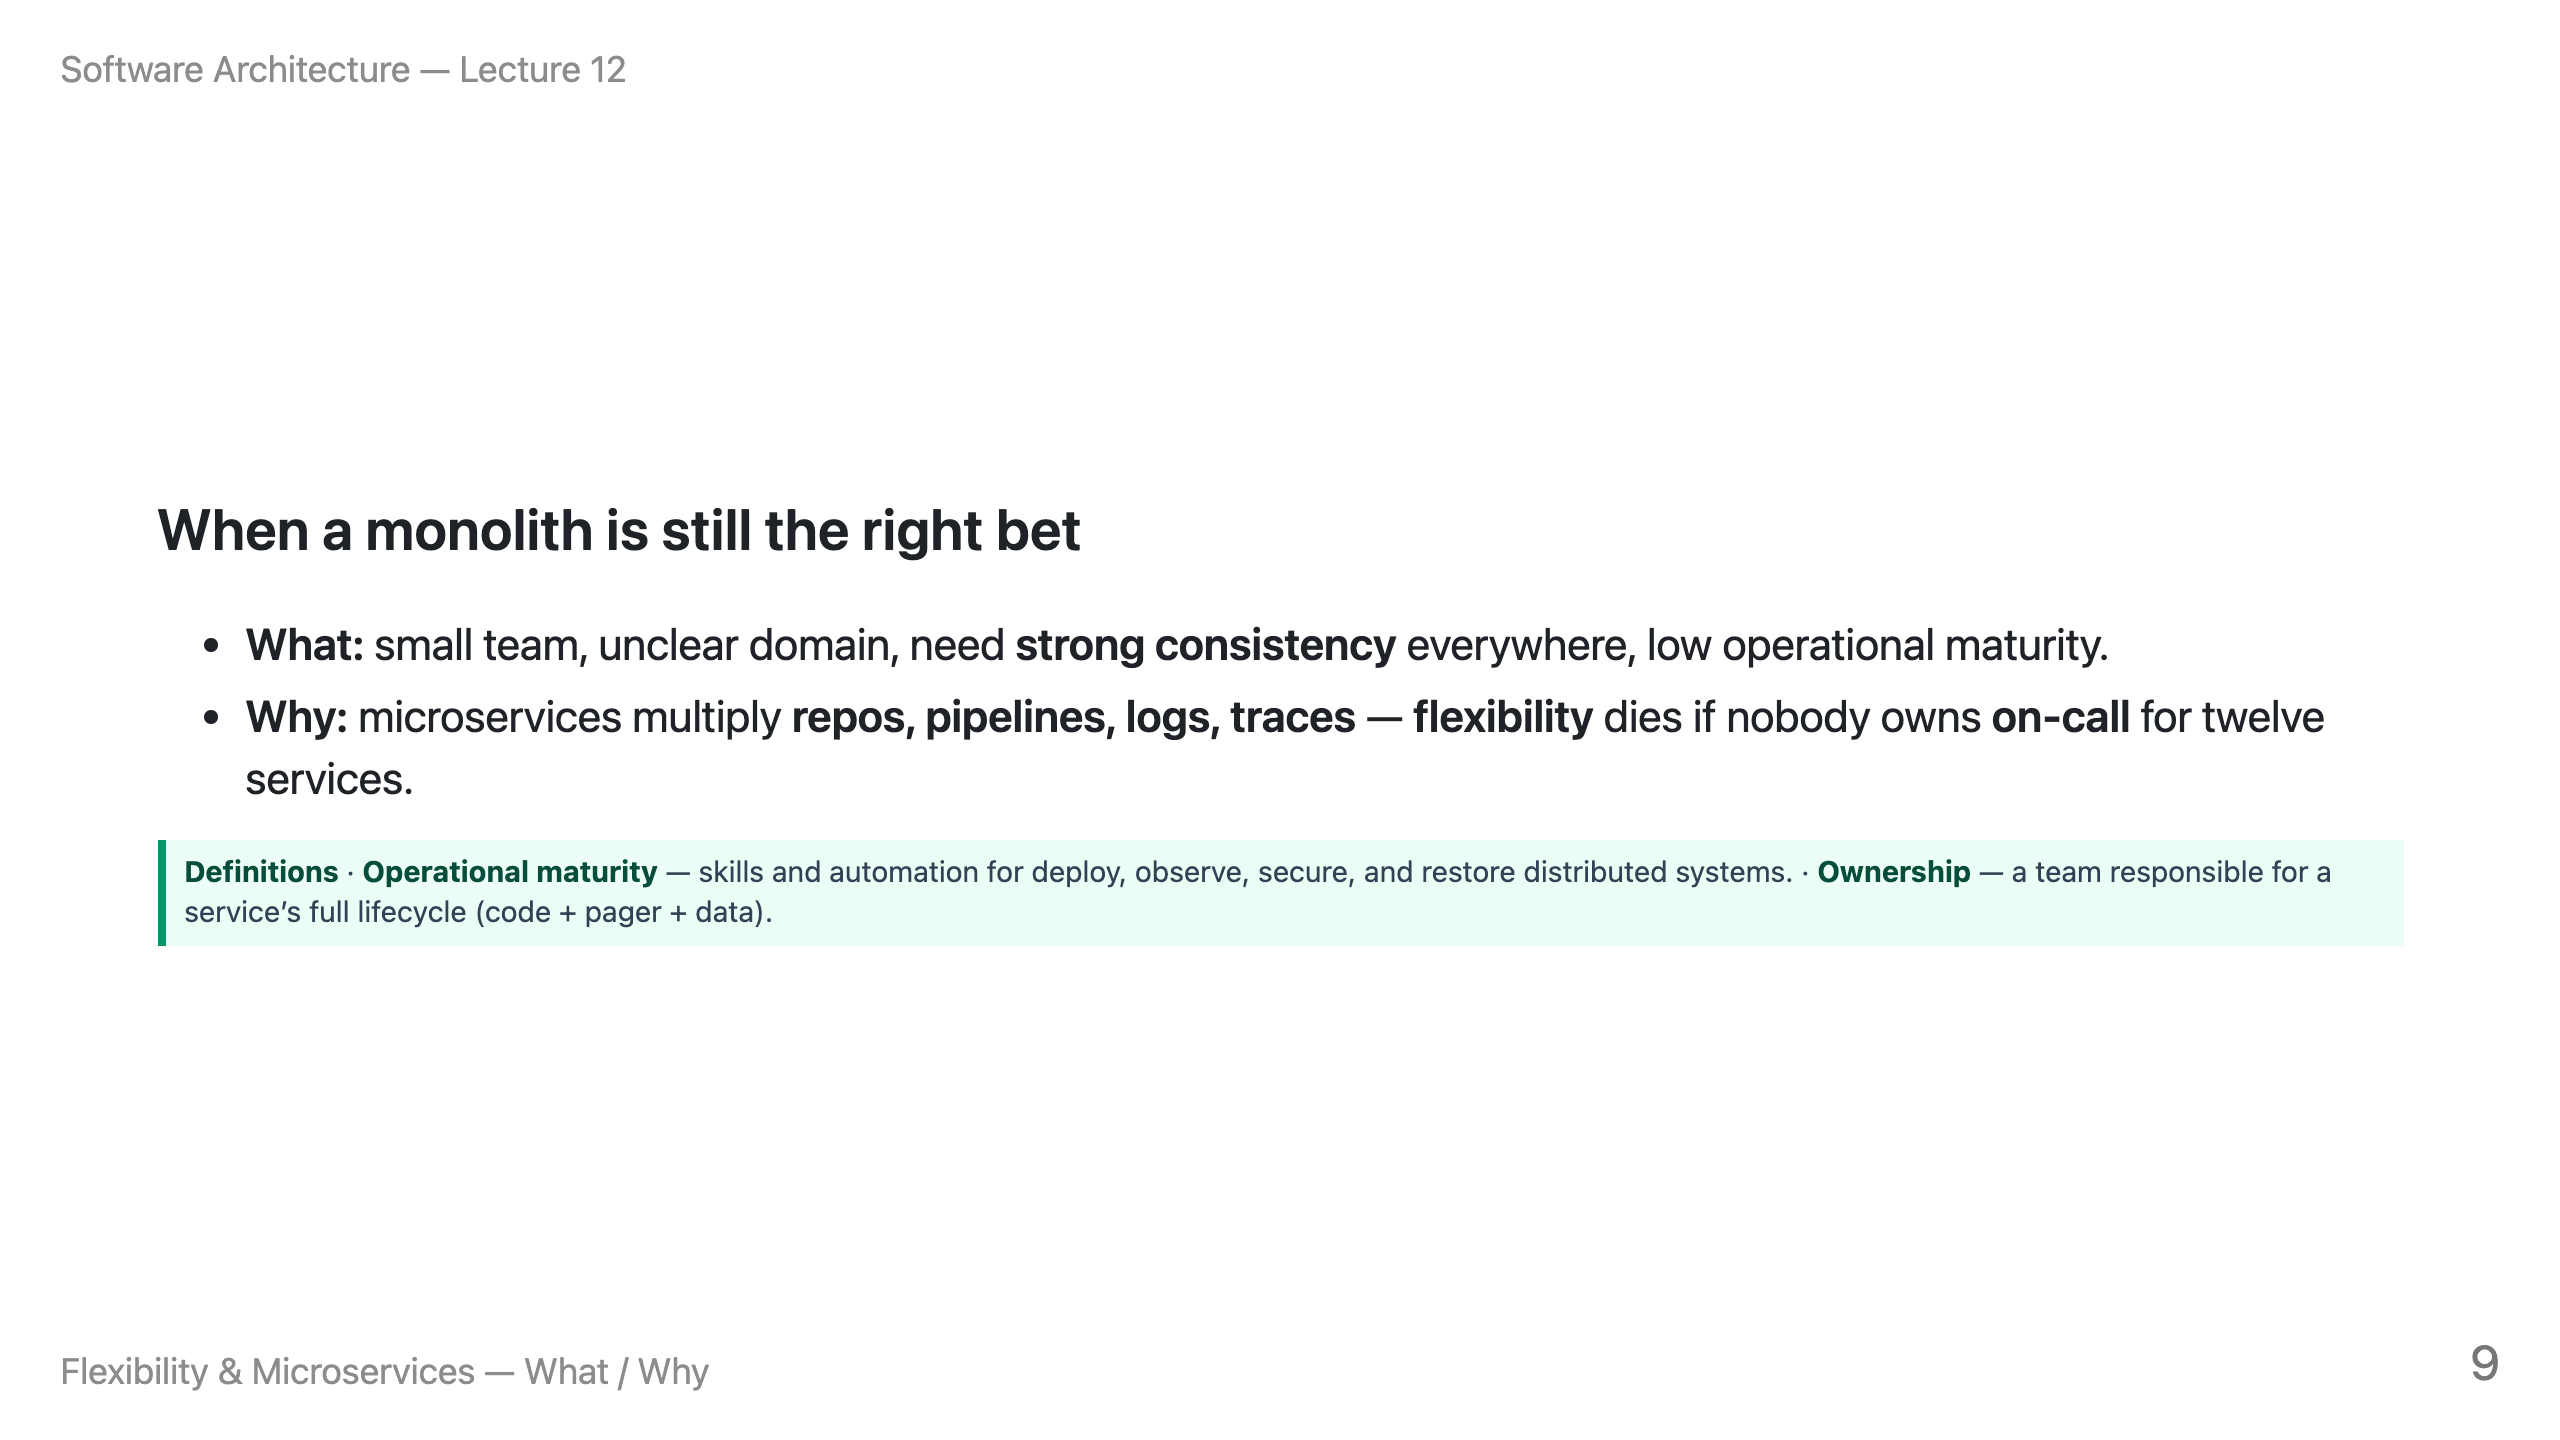 Software Architecture — Lecture 12
When a monolith is still the right bet
• What: small team, unclear domain, need strong consistency everywhere, low operational maturity.
• Why: microservices multiply repos, pipelines, logs, traces — flexibility dies if nobody owns on-call for twelve
services.
Definitions · Operational maturity — skills and automation for deploy, observe, secure, and restore distributed systems. · Ownership — a team responsible for a
service’s full lifecycle (code + pager + data).
Flexibility & Microservices — What / Why
9